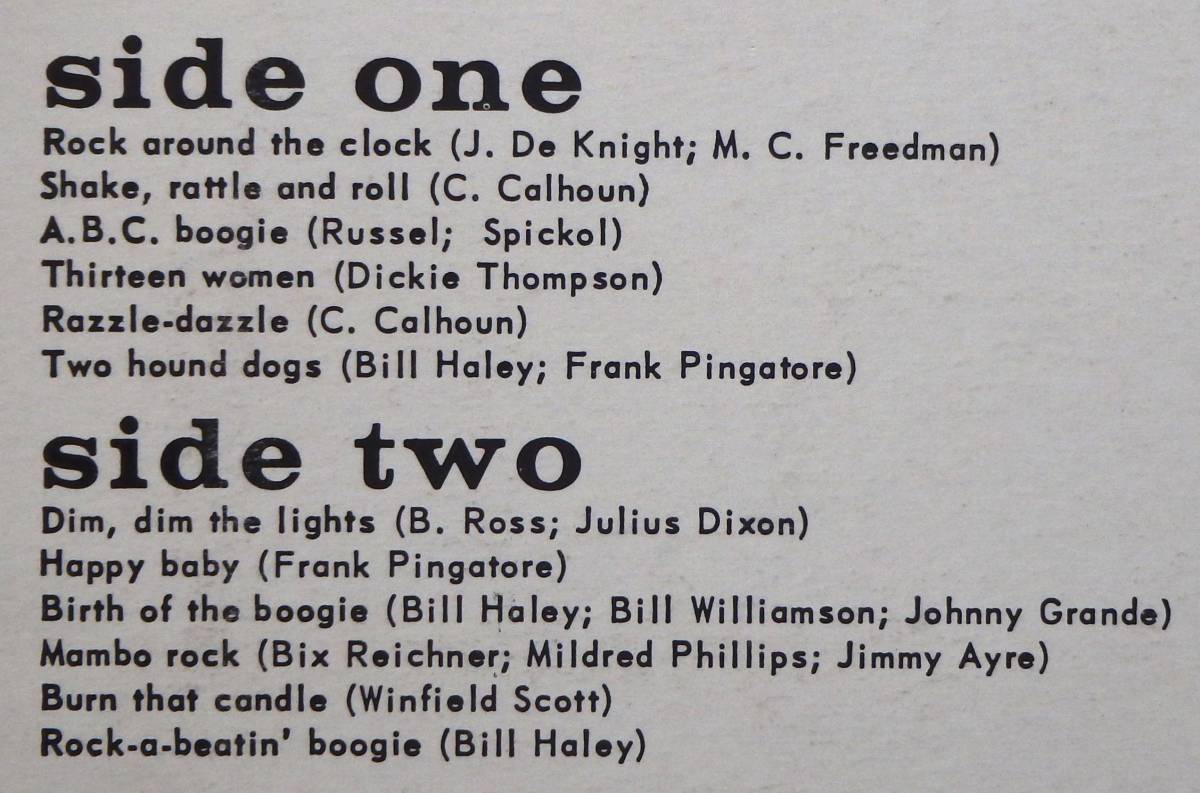 side one
Rock around the clock (J. De Knight; M. C. Freedman)
Shake, rattle and roll (C. Calhoun)
A.B.C. boogie (Russel; Spickol)
Thirteen women (Dickie Thompson)
Razzle-dazzle (C. Calhoun)
Two hound dogs (Bill Haley; Frank Pingatore)
side two
Dim, dim the lights (B. Ross; Julius Dixon)
Happy baby (Frank Pingatore)
Birth of the boogie (Bill Haley; Bill Williamson; Johnny Grande)
Mambo rock (Bix Reichner; Mildred Phillips; Jimmy Ayre)
Burn that candle (Winfield Scott)
Rock-a-beatin' boogie (Bill Haley)